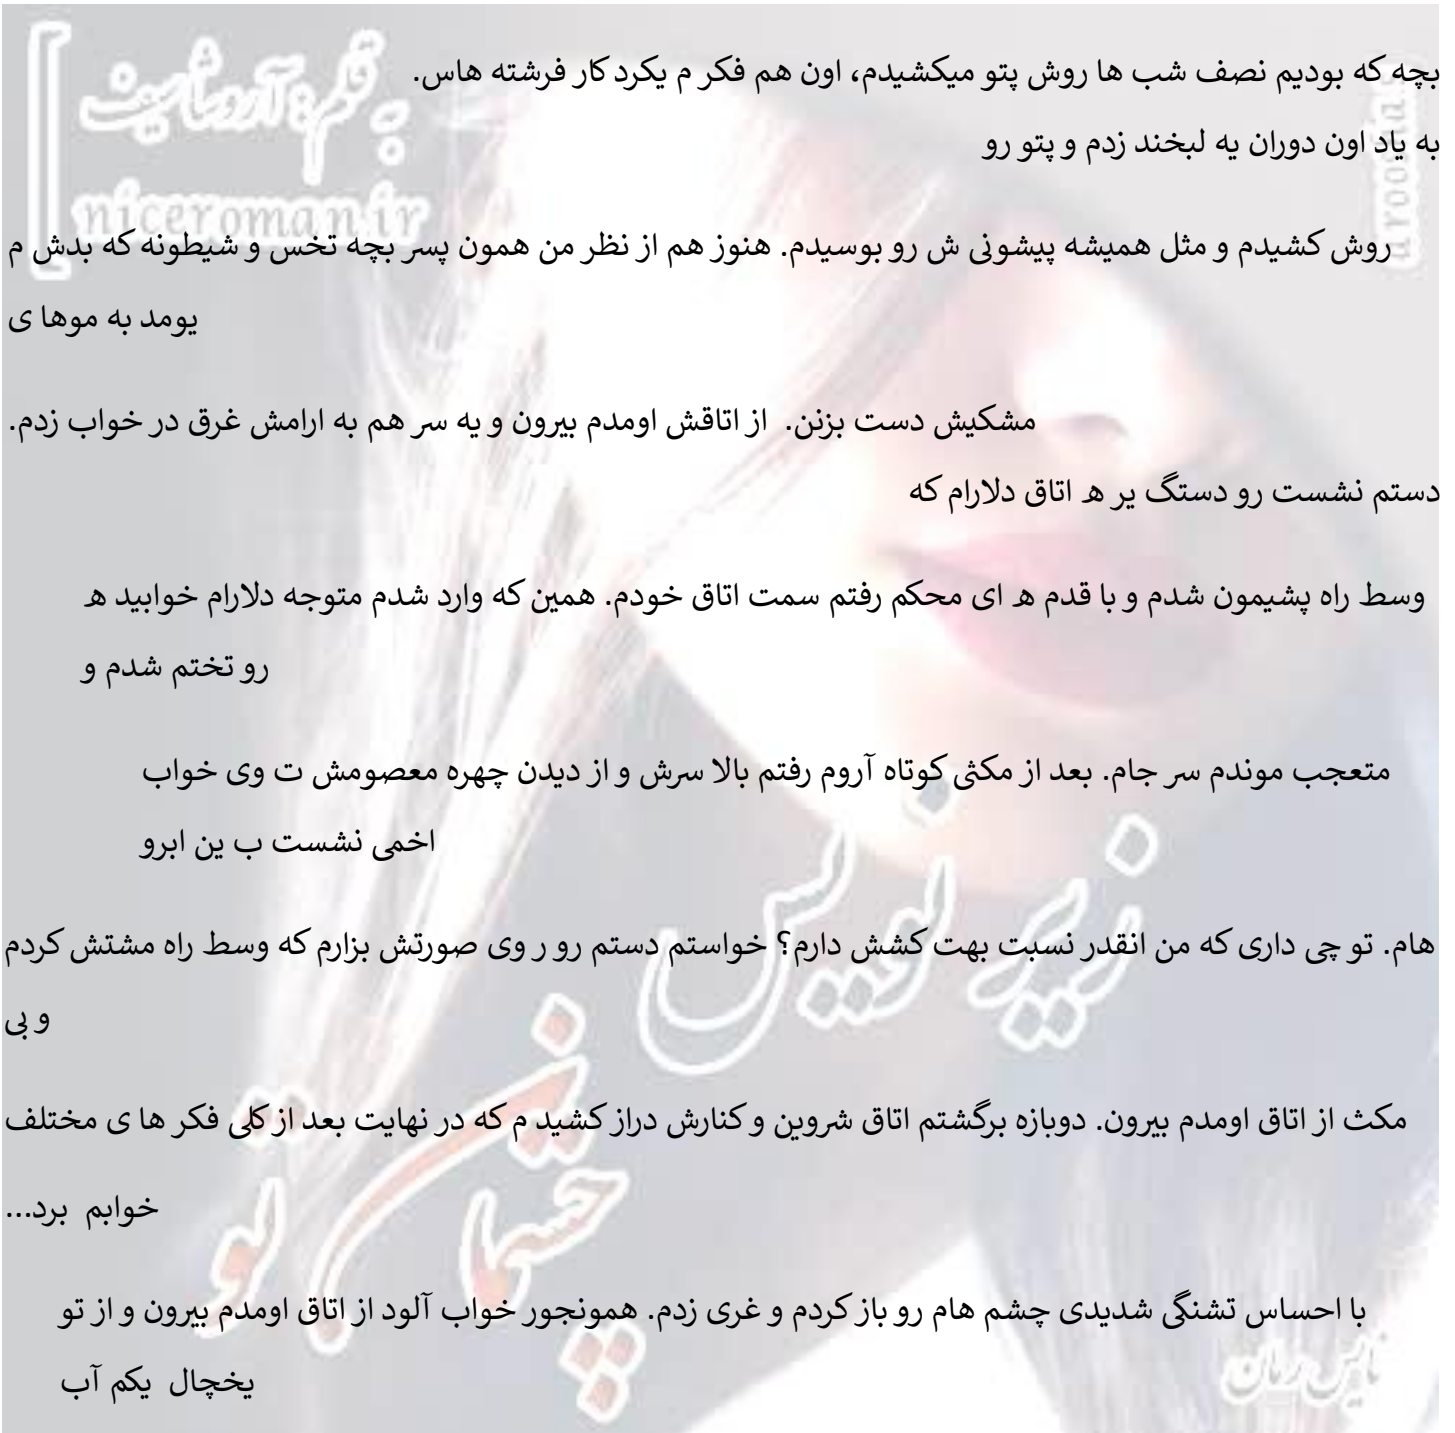 بچه که بودیم نصف شب ها روش پتو میکشیدم، اون هم فکر م یکرد کار فرشته هاس.
به یاد اون دوران یه لبخند زدم و پتو رو
روش کشیدم و مثل همیشه پیشونی ش رو بوسیدم. هنوز هم از نظر من همون پسر بچه تخس و شیطونه که بدش م
یومد به موها ی
مشکیش دست بزنن. از اتاقش اومدم بیرون و یه سر هم به ارامش غرق در خواب زدم.
دستم نشست رو دستگ یر ه اتاق دلارام که
وسط راه پشیمون شدم و با قدم ه ای محکم رفتم سمت اتاق خودم. همین که وارد شدم متوجه دلارام خوابید ه
رو تختم شدم و
متعجب موندم سر جام. بعد از مکثی کوتاه آروم رفتم بالا سرش و از دیدن چهره معصومش ت وی خواب
اخمی نشست ب ین ابرو
هام. تو چی داری که من انقدر نسبت بهت کشش دارم؟ خواستم دستم رو ر وی صورتش بزارم که وسط راه مشتش کردم
و بی
مکث از اتاق اومدم بیرون. دوبازه برگشتم اتاق شروین و کنارش دراز کشید م که در نهایت بعد از کلی فکر ها ی مختلف
خوابم برد...
با احساس تشنگی شدیدی چشم هام رو باز کردم و غری زدم. همونجور خواب آلود از اتاق اومدم بیرون و از تو
یخچال یکم آب
niceroman.ir
زیر نویس
چشمان تو
نایس رمان